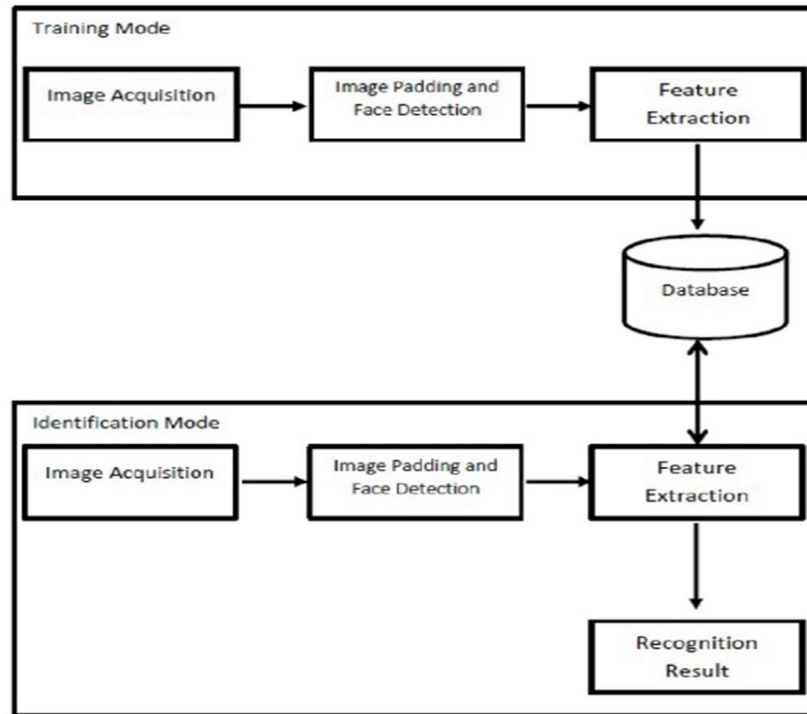 Training Mode
Image Acquisition
Image Padding and
Face Detection
Feature
Extraction
Database
Identification Mode
Image Acquisition
Image Padding and
Face Detection
Feature
Extraction
Recognition
Result